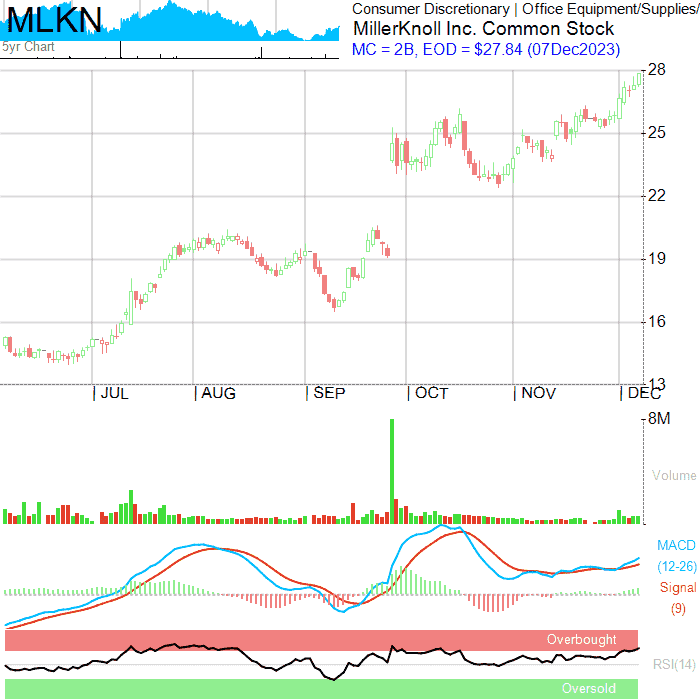 MLKN
5yr Chart
Consumer Discretionary | Office Equipment/Supplies/
MillerKnoll Inc. Common Stock
MC = 2B, EOD = $27.84 (07Dec2023)
28
25
22
19
16
13
JUL AUG SEP OCT NOV DEC
8M
Volume
MACD
(12-26)
Signal
(9)
Overbought
RSI(14)
Oversold